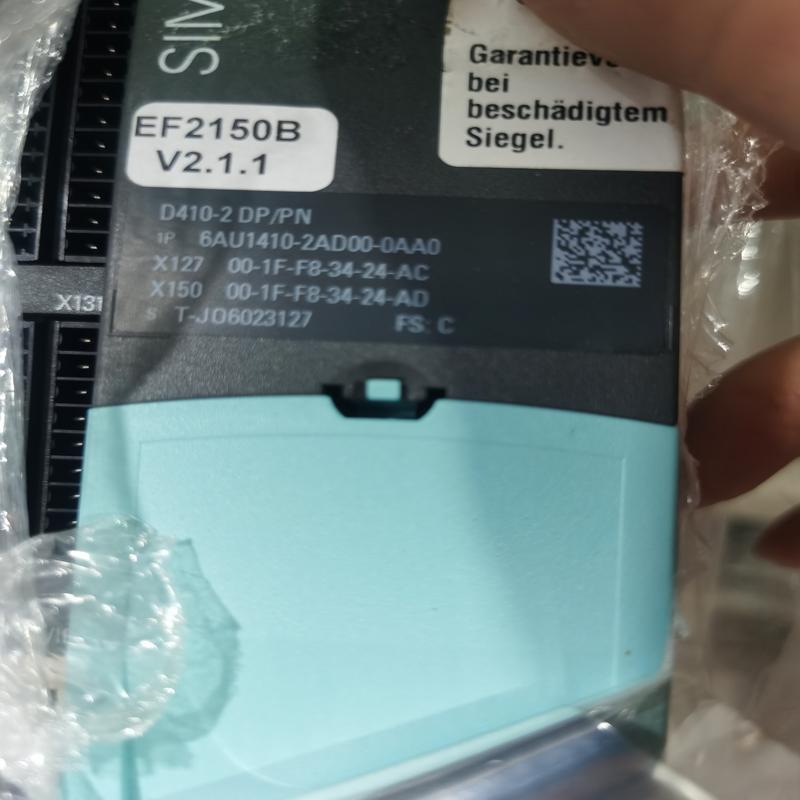 SIM
Garantiev
bei
beschädigtem
Siegel.
EF2150B
V2.1.1
D410-2 DP/PN
1P 6AU1410-2AD00-0AA0
X127 00-1F-F8-34-24-AC
X150 00-1F-F8-34-24-AD
S T-JO6023127 FS: C
X131